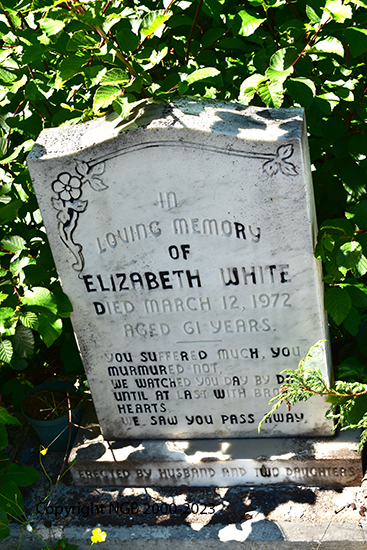 IN
LOVING MEMORY
OF
ELIZABETH WHITE
DIED MARCH 12, 1972
AGED 61 YEARS.
YOU SUFFERED MUCH, YOU
MURMURED NOT.
WE WATCHED YOU DAY BY
UNTIL AT LAST WITH
HEARTS.
WE SAW YOU PASS AWAY.
ERECTED BY HUSBAND AND TWO DAUGHTERS
Copyright NGB 2000-2023